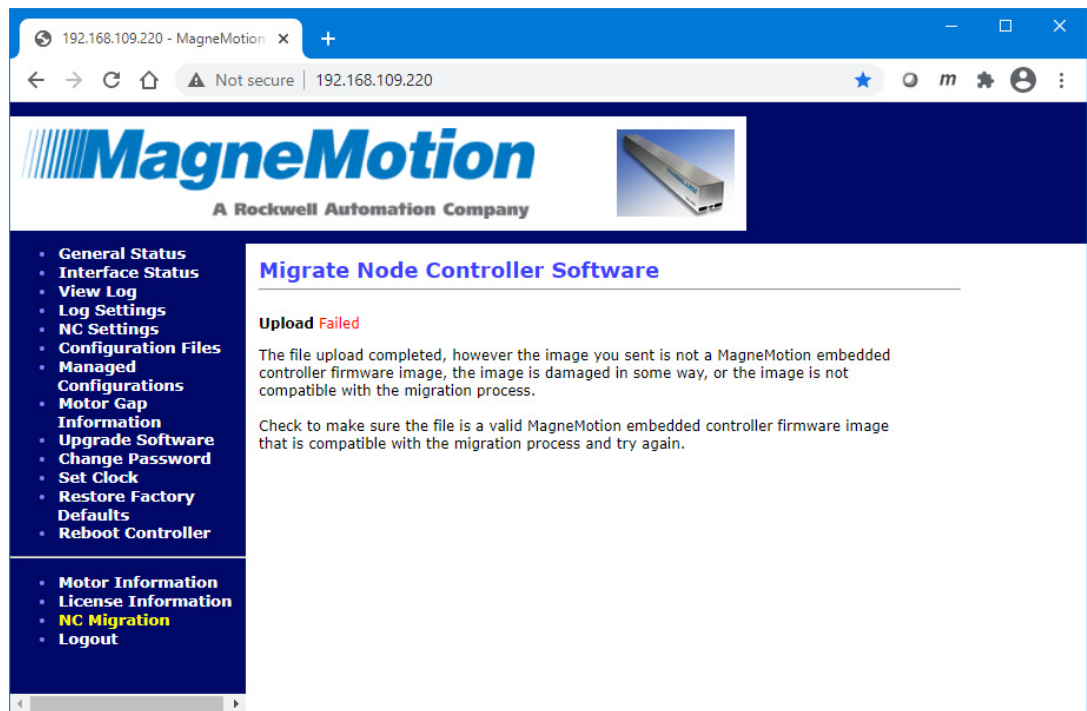 192.168.109.220 - MagneMotion
Not secure | 192.168.109.220
m
MagneMotion
A Rockwell Automation Company
General Status
Interface Status
View Log
Log Settings
NC Settings
Configuration Files
Managed
Configurations
Motor Gap
Information
Upgrade Software
Change Password
Set Clock
Restore Factory
Defaults
Reboot Controller
Motor Information
License Information
NC Migration
Logout
Migrate Node Controller Software
Upload Failed
The file upload completed, however the image you sent is not a MagneMotion embedded
controller firmware image, the image is damaged in some way, or the image is not
compatible with the migration process.
Check to make sure the file is a valid MagneMotion embedded controller firmware image
that is compatible with the migration process and try again.